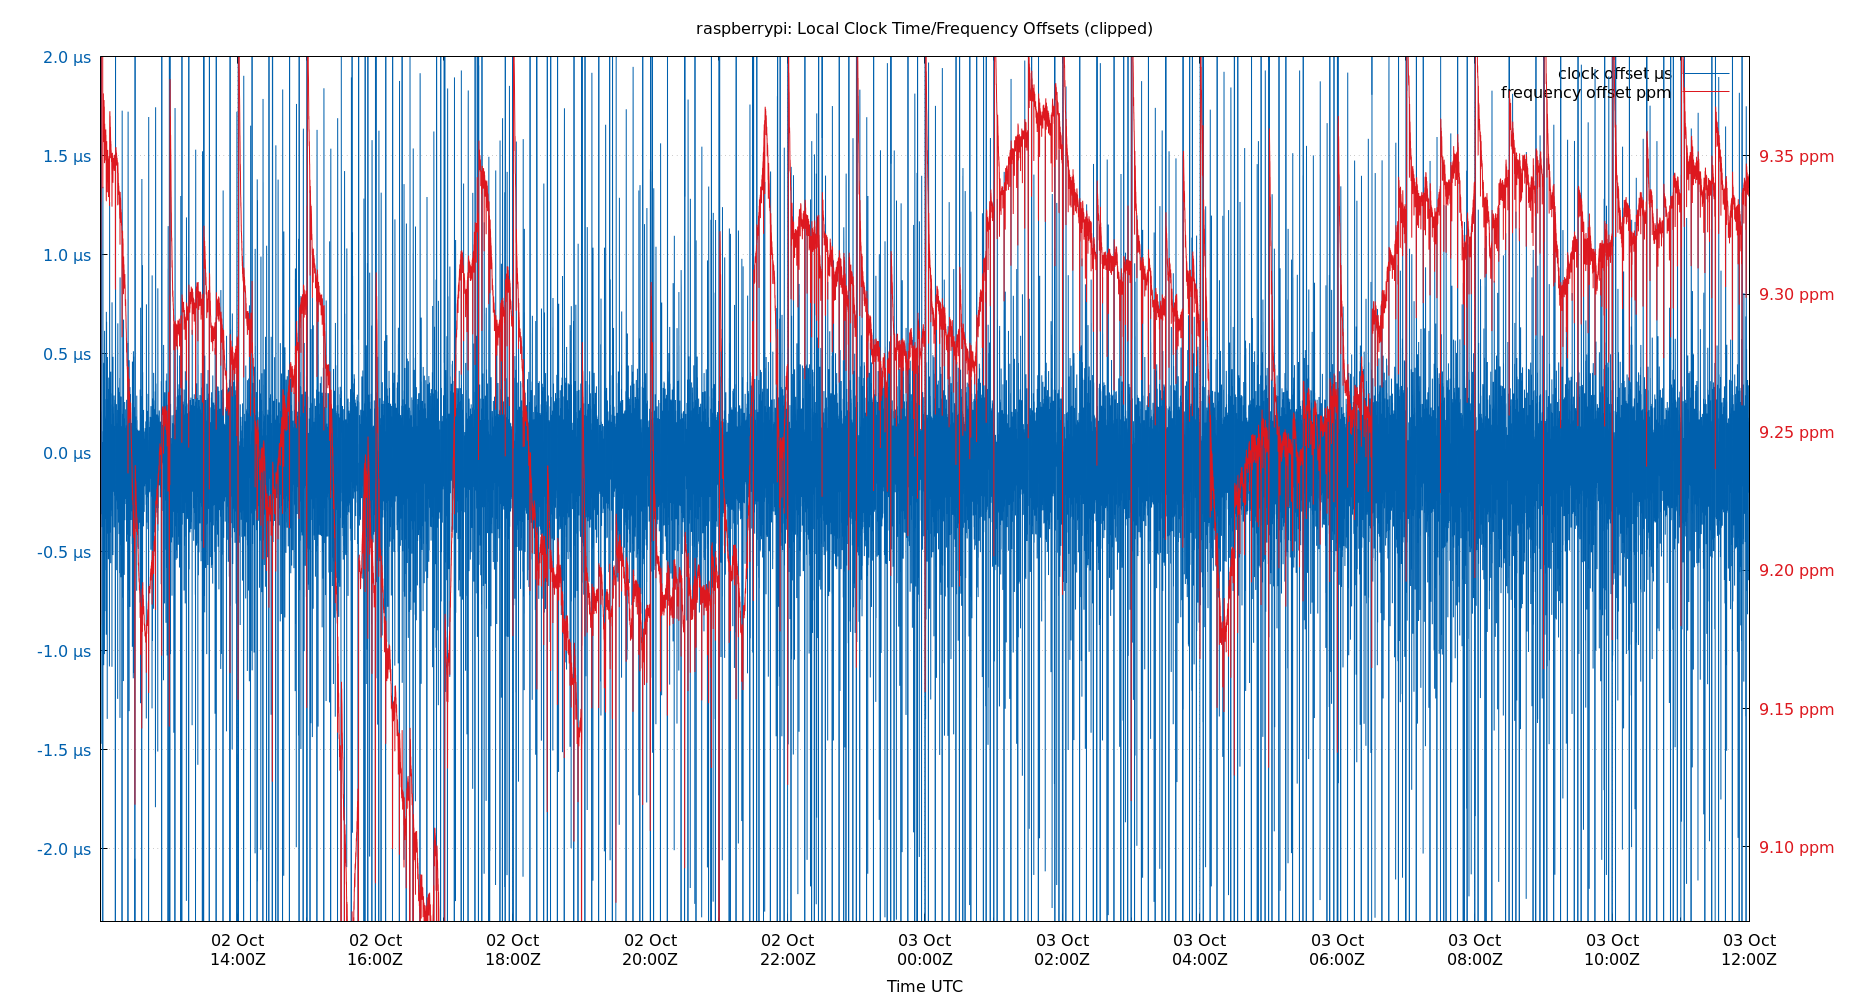 raspberrypi: Local Clock Time/Frequency Offsets (clipped)
clock offset µs
frequency offset ppm
2.0 µs
1.5 µs
1.0 µs
0.5 µs
0.0 µs
-0.5 µs
-1.0 µs
-1.5 µs
-2.0 µs
9.35 ppm
9.30 ppm
9.25 ppm
9.20 ppm
9.15 ppm
9.10 ppm
02 Oct 02 Oct 02 Oct 02 Oct 02 Oct 03 Oct 03 Oct 03 Oct 03 Oct 03 Oct 03 Oct 03 Oct
14:00Z 16:00Z 18:00Z 20:00Z 22:00Z 00:00Z 02:00Z 04:00Z 06:00Z 08:00Z 10:00Z 12:00Z
Time UTC